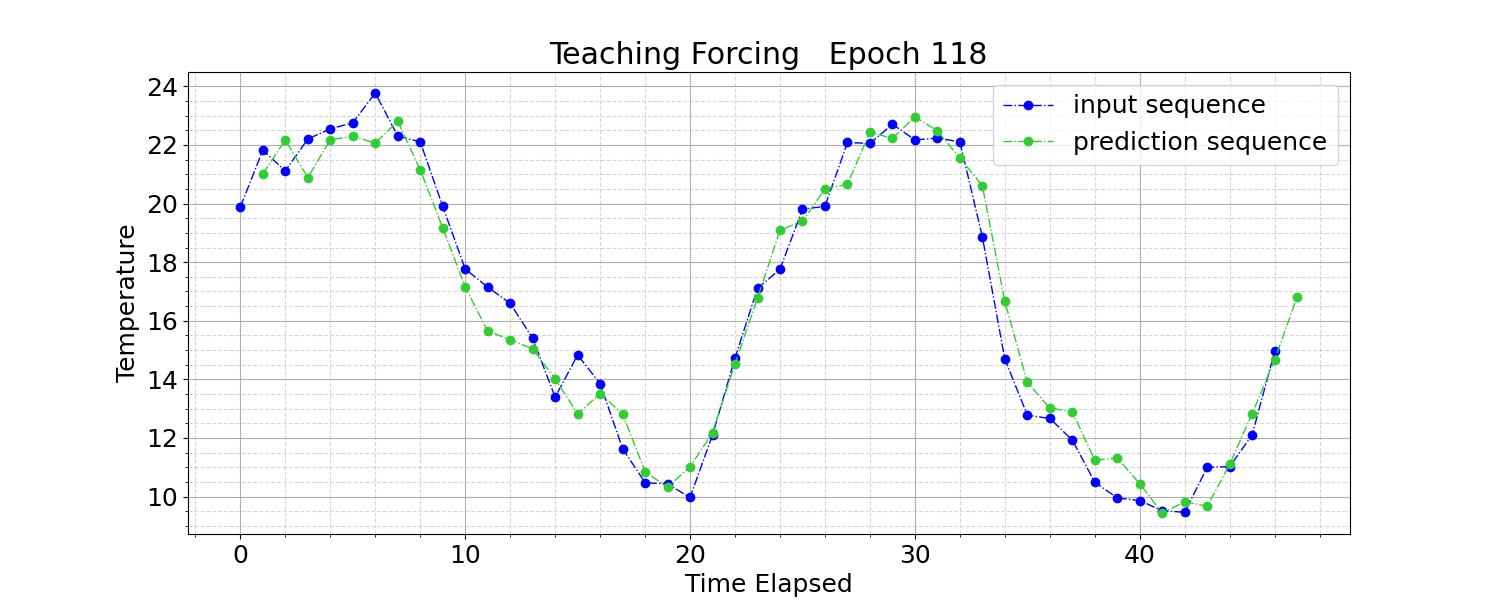 Teaching Forcing   Epoch 118
input sequence
prediction sequence
24
22
20
18
16
14
12
10
Temperature
0 10 20 30 40
Time Elapsed